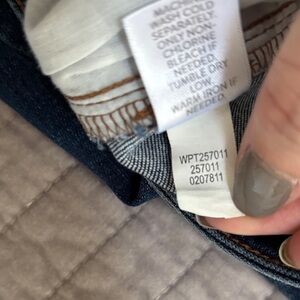 MACHINE
WASH COLD
SEPARATELY.
ONLY NON-
CHLORINE
BLEACH IF
NEEDED.
TUMBLE DRY
LOW.
WARM IRON IF
NEEDED.
WPT257011
257011
0207811